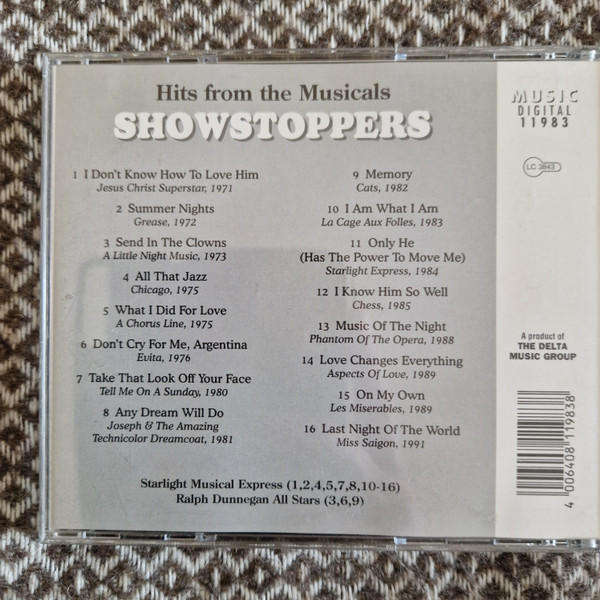 Hits from the Musicals
SHOWSTOPPERS
1 I Don't Know How To Love Him
Jesus Christ Superstar, 1971
2 Summer Nights
Grease, 1972
3 Send In The Clowns
A Little Night Music, 1973
4 All That Jazz
Chicago, 1975
5 What I Did For Love
A Chorus Line, 1975
6 Don't Cry For Me, Argentina
Evita, 1976
7 Take That Look Off Your Face
Tell Me On A Sunday, 1980
8 Any Dream Will Do
Joseph & The Amazing
Technicolor Dreamcoat, 1981
9 Memory
Cats, 1982
10 I Am What I Am
La Cage Aux Folles, 1983
11 Only He
(Has The Power To Move Me)
Starlight Express, 1984
12 I Know Him So Well
Chess, 1985
13 Music Of The Night
Phantom Of The Opera, 1988
14 Love Changes Everything
Aspects Of Love, 1989
15 On My Own
Les Miserables, 1989
16 Last Night Of The World
Miss Saigon, 1991
Starlight Musical Express (1,2,4,5,7,8,10-16)
Ralph Dunnegan All Stars (3,6,9)
MUSIC
DIGITAL
11983
LC 3843
A product of
THE DELTA
MUSIC GROUP
4 006408 119838